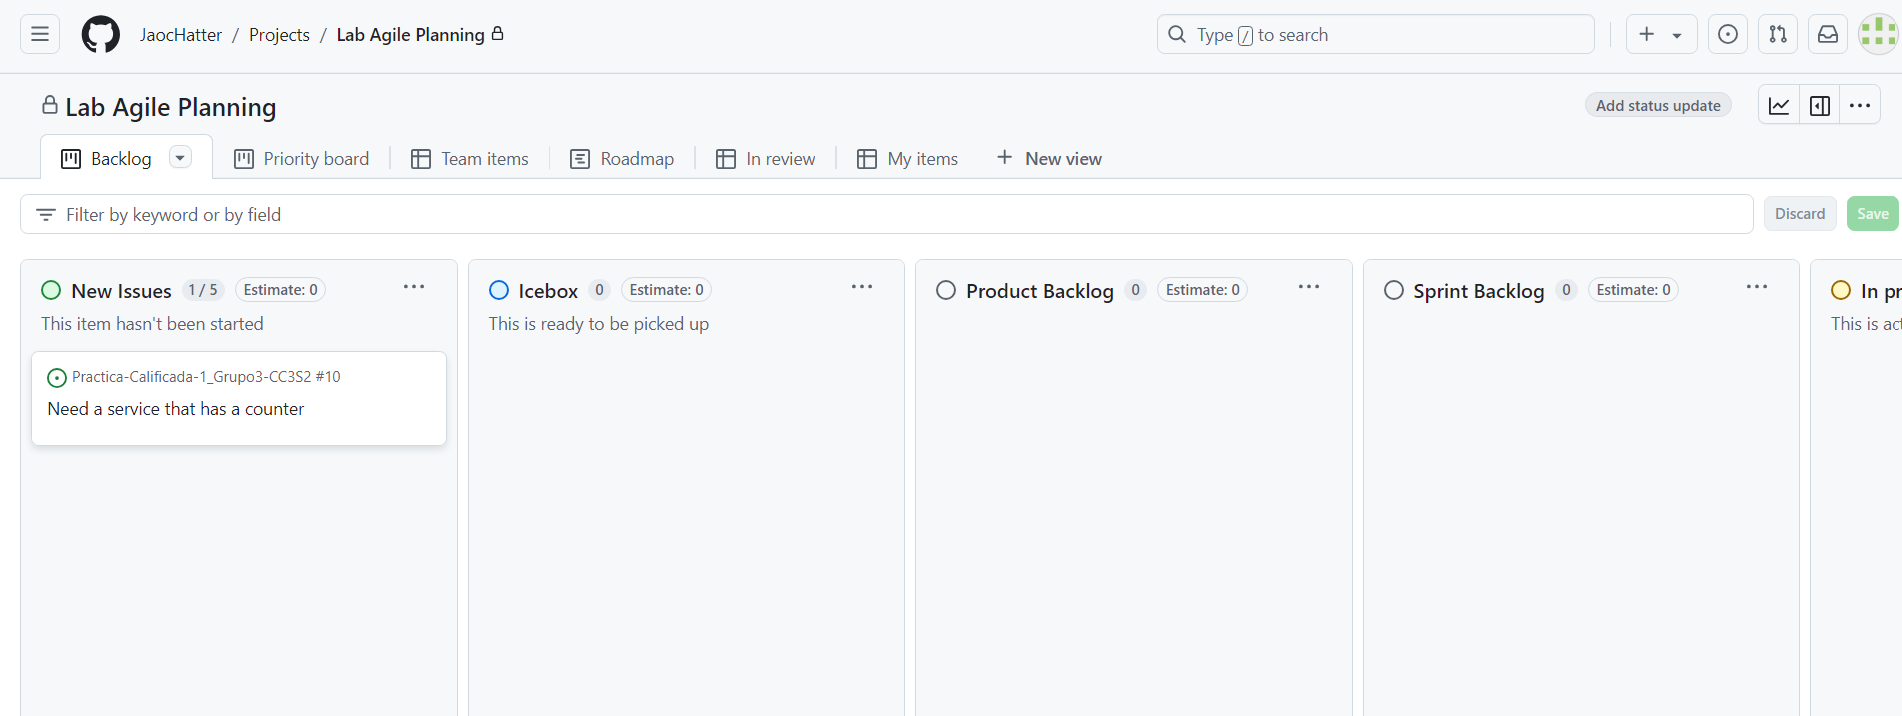 JaocHatter / Projects / Lab Agile Planning
Type / to search
Lab Agile Planning
Add status update
Backlog
Priority board
Team items
Roadmap
In review
My items
New view
Filter by keyword or by field
Discard
Save
New Issues 1 / 5 Estimate: 0
This item hasn't been started
Practica-Calificada-1_Grupo3-CC3S2 #10
Need a service that has a counter
Icebox 0 Estimate: 0
This is ready to be picked up
Product Backlog 0 Estimate: 0
Sprint Backlog 0 Estimate: 0
In pr
This is act